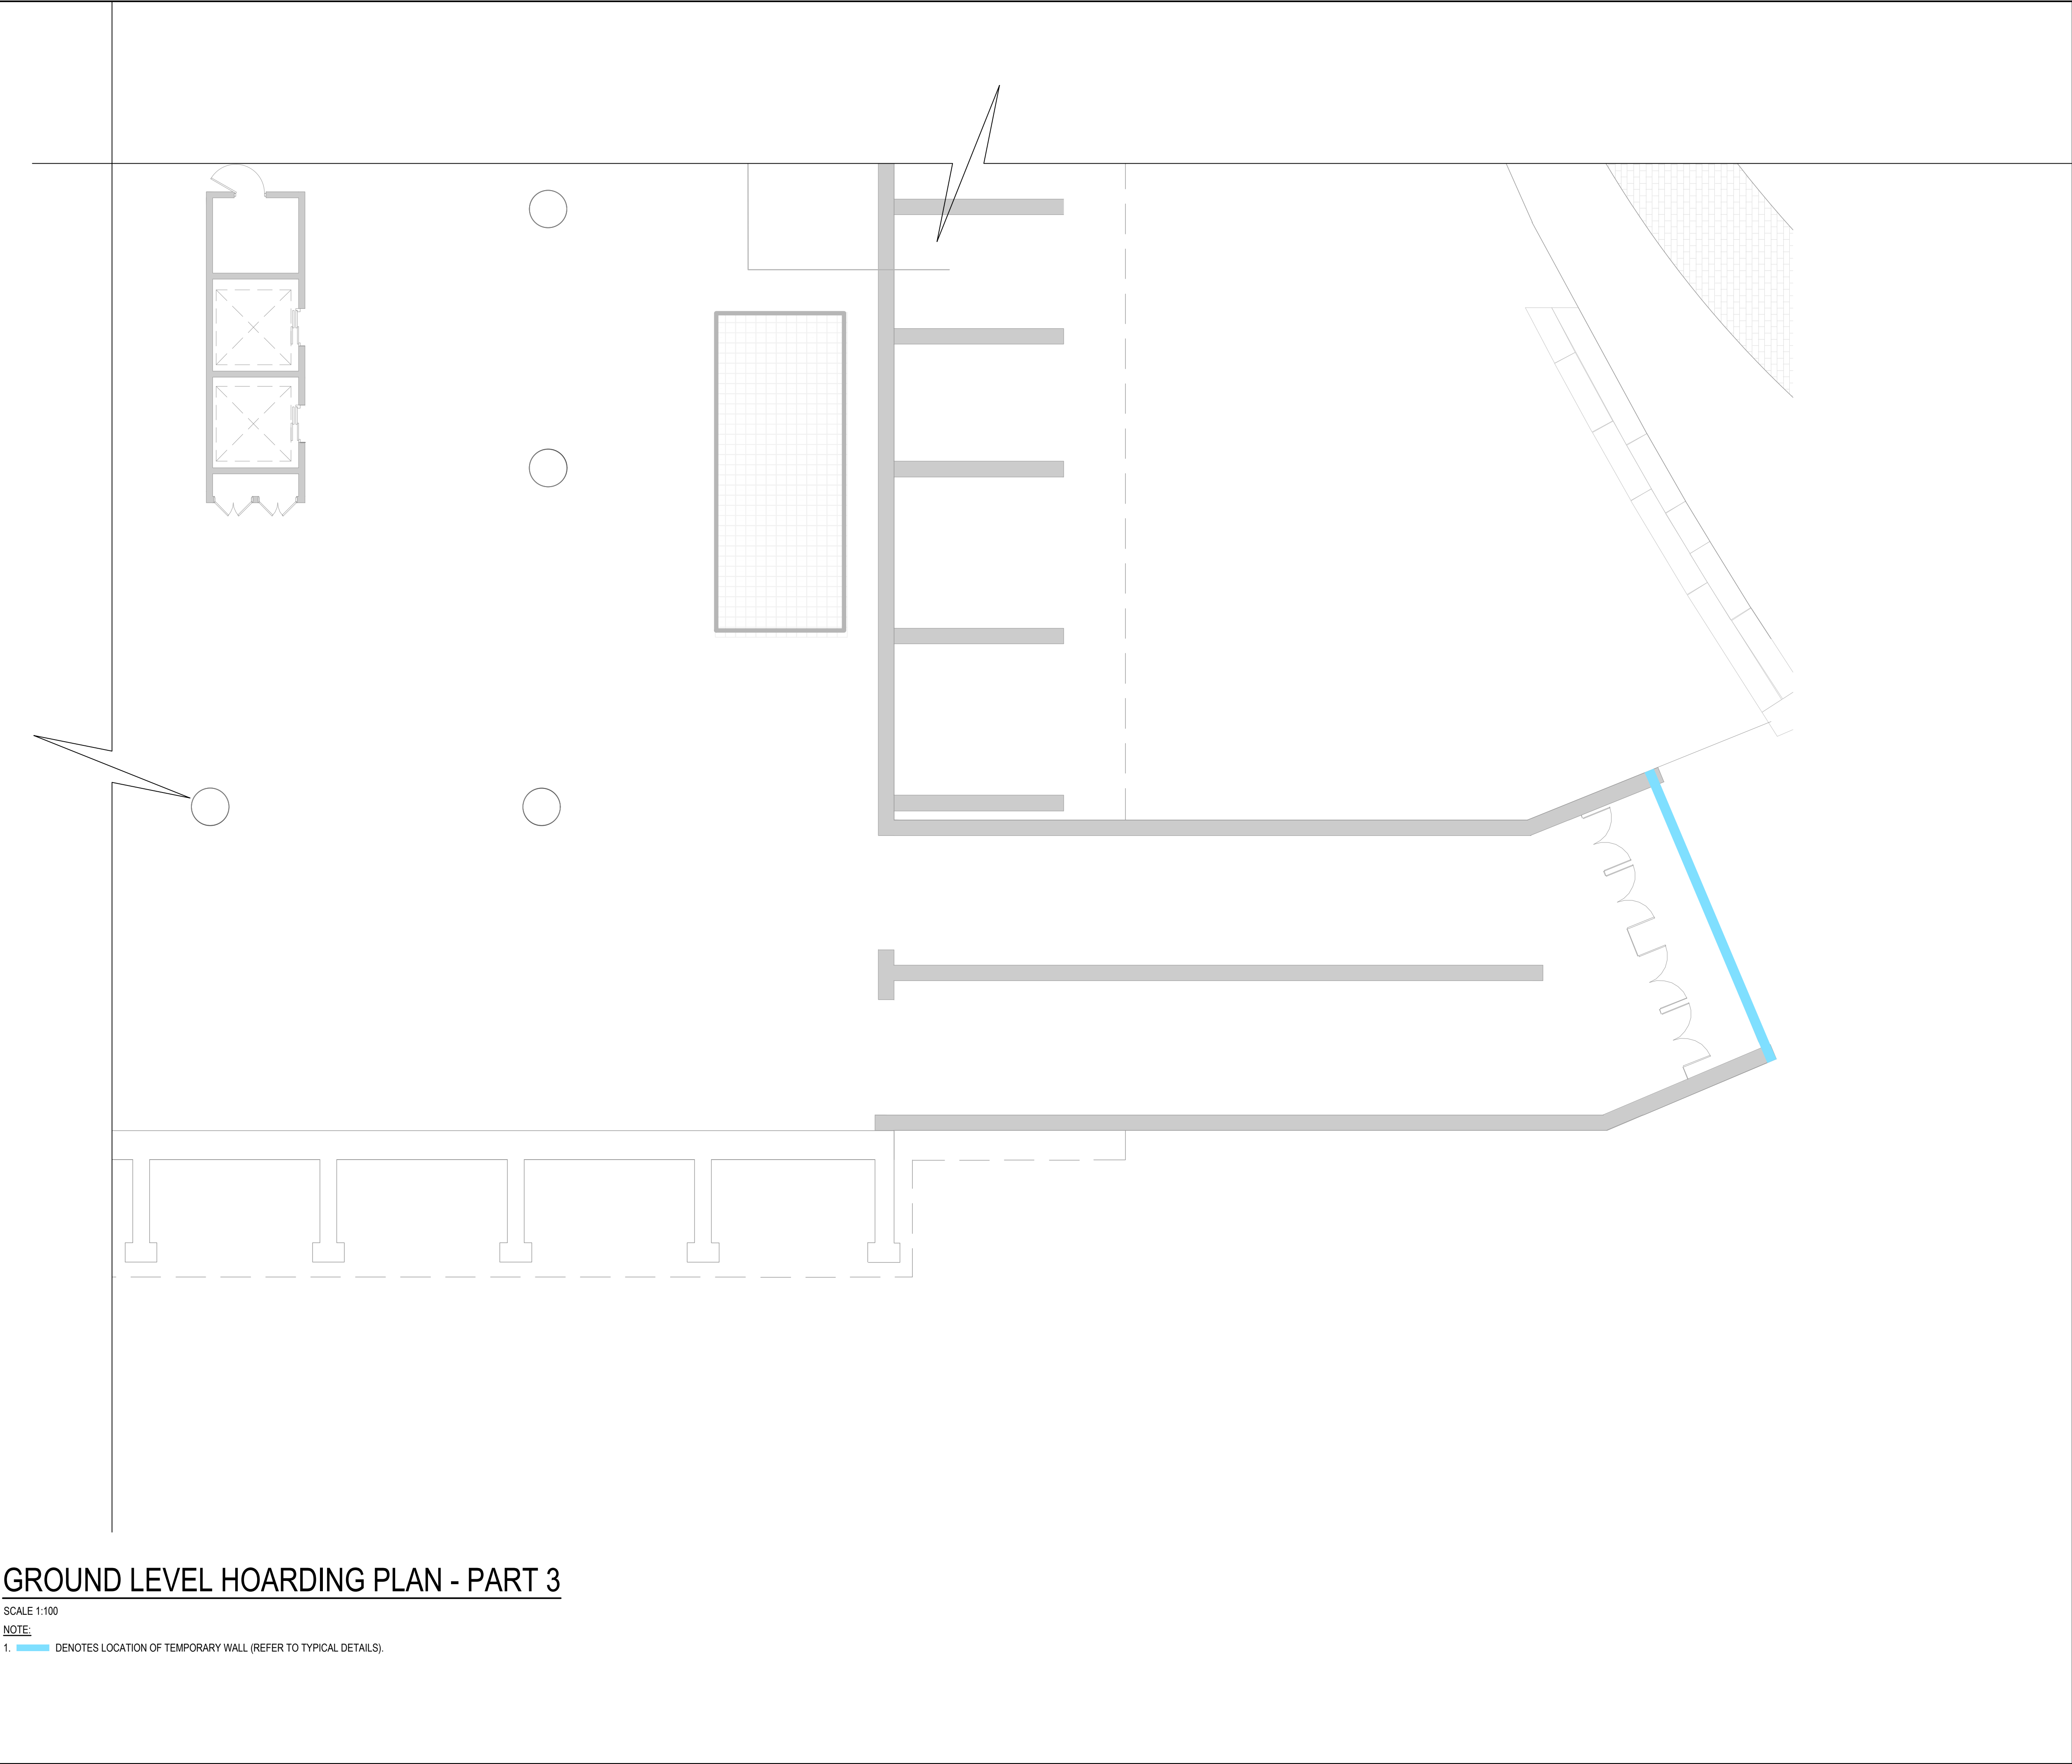 GROUND LEVEL HOARDING PLAN - PART 3
SCALE 1:100
NOTE:
1. DENOTES LOCATION OF TEMPORARY WALL (REFER TO TYPICAL DETAILS).